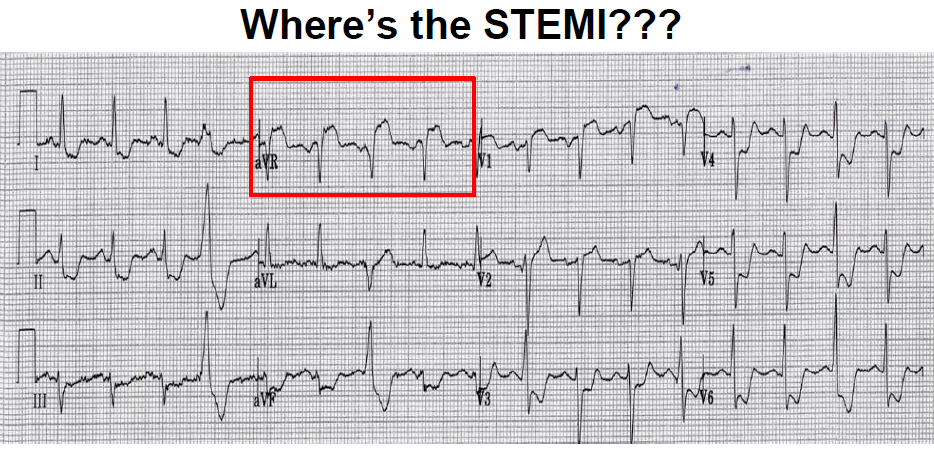 Where's the STEMI???
I aVR V1 V4
II aVL V2 V5
III aVF V3 V6